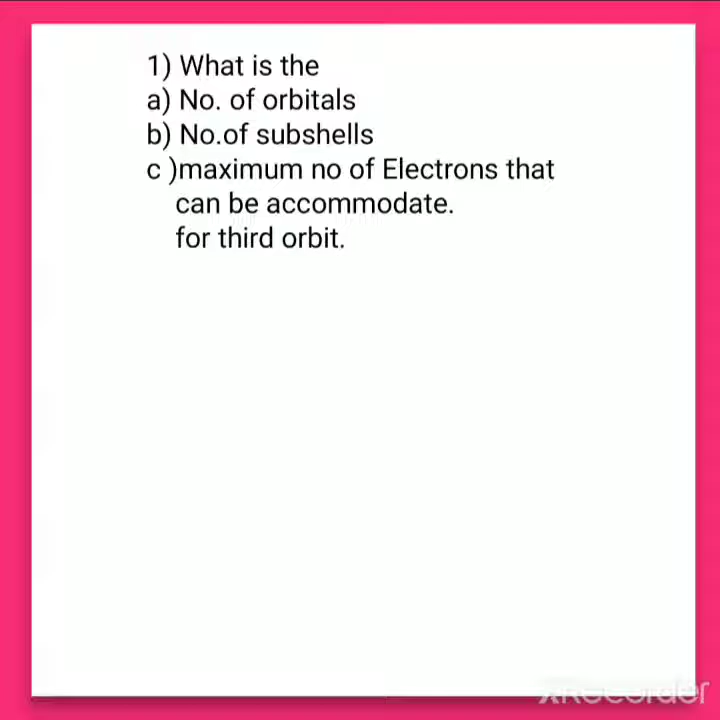 1) What is the
a) No. of orbitals
b) No.of subshells
c )maximum no of Electrons that
can be accommodate.
for third orbit.
XRecorder